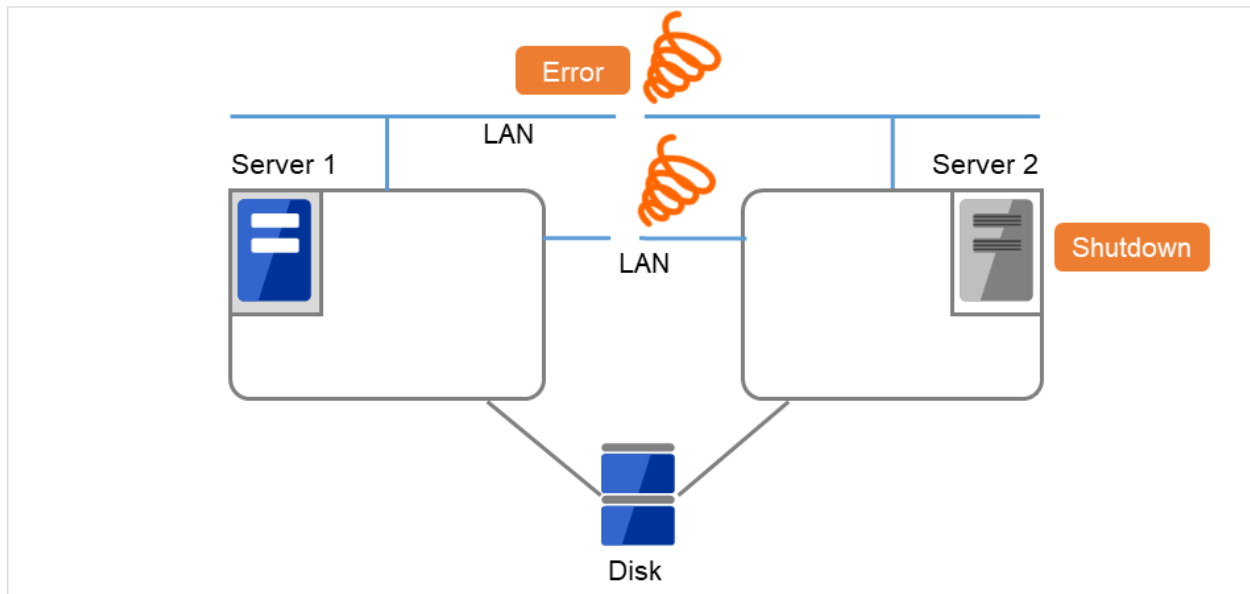 Error
LAN
Server 1
Server 2
Shutdown
LAN
Disk